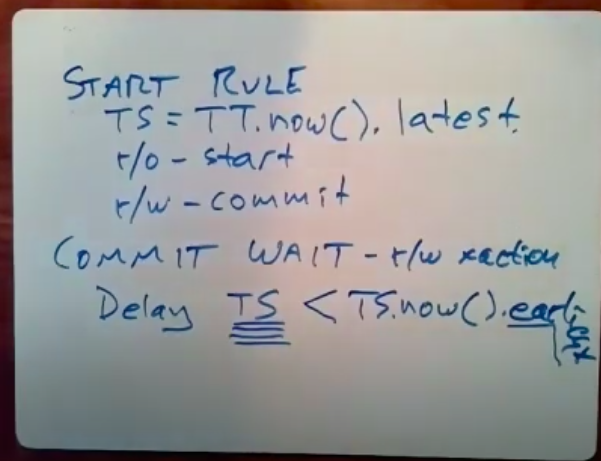 START RULE
TS = TT.now().latest.
r/o - start
r/w - commit
COMMIT WAIT - r/w xaction
Delay TS < TS.now().earliest